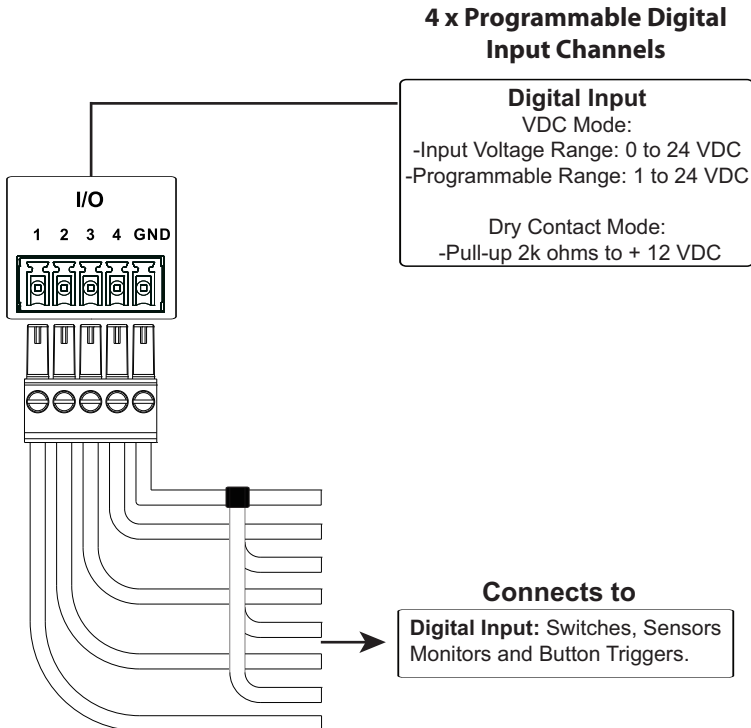 4 x Programmable Digital
Input Channels
Digital Input
VDC Mode:
-Input Voltage Range: 0 to 24 VDC
-Programmable Range: 1 to 24 VDC
Dry Contact Mode:
-Pull-up 2k ohms to + 12 VDC
I/O
1 2 3 4 GND
Connects to
Digital Input: Switches, Sensors
Monitors and Button Triggers.